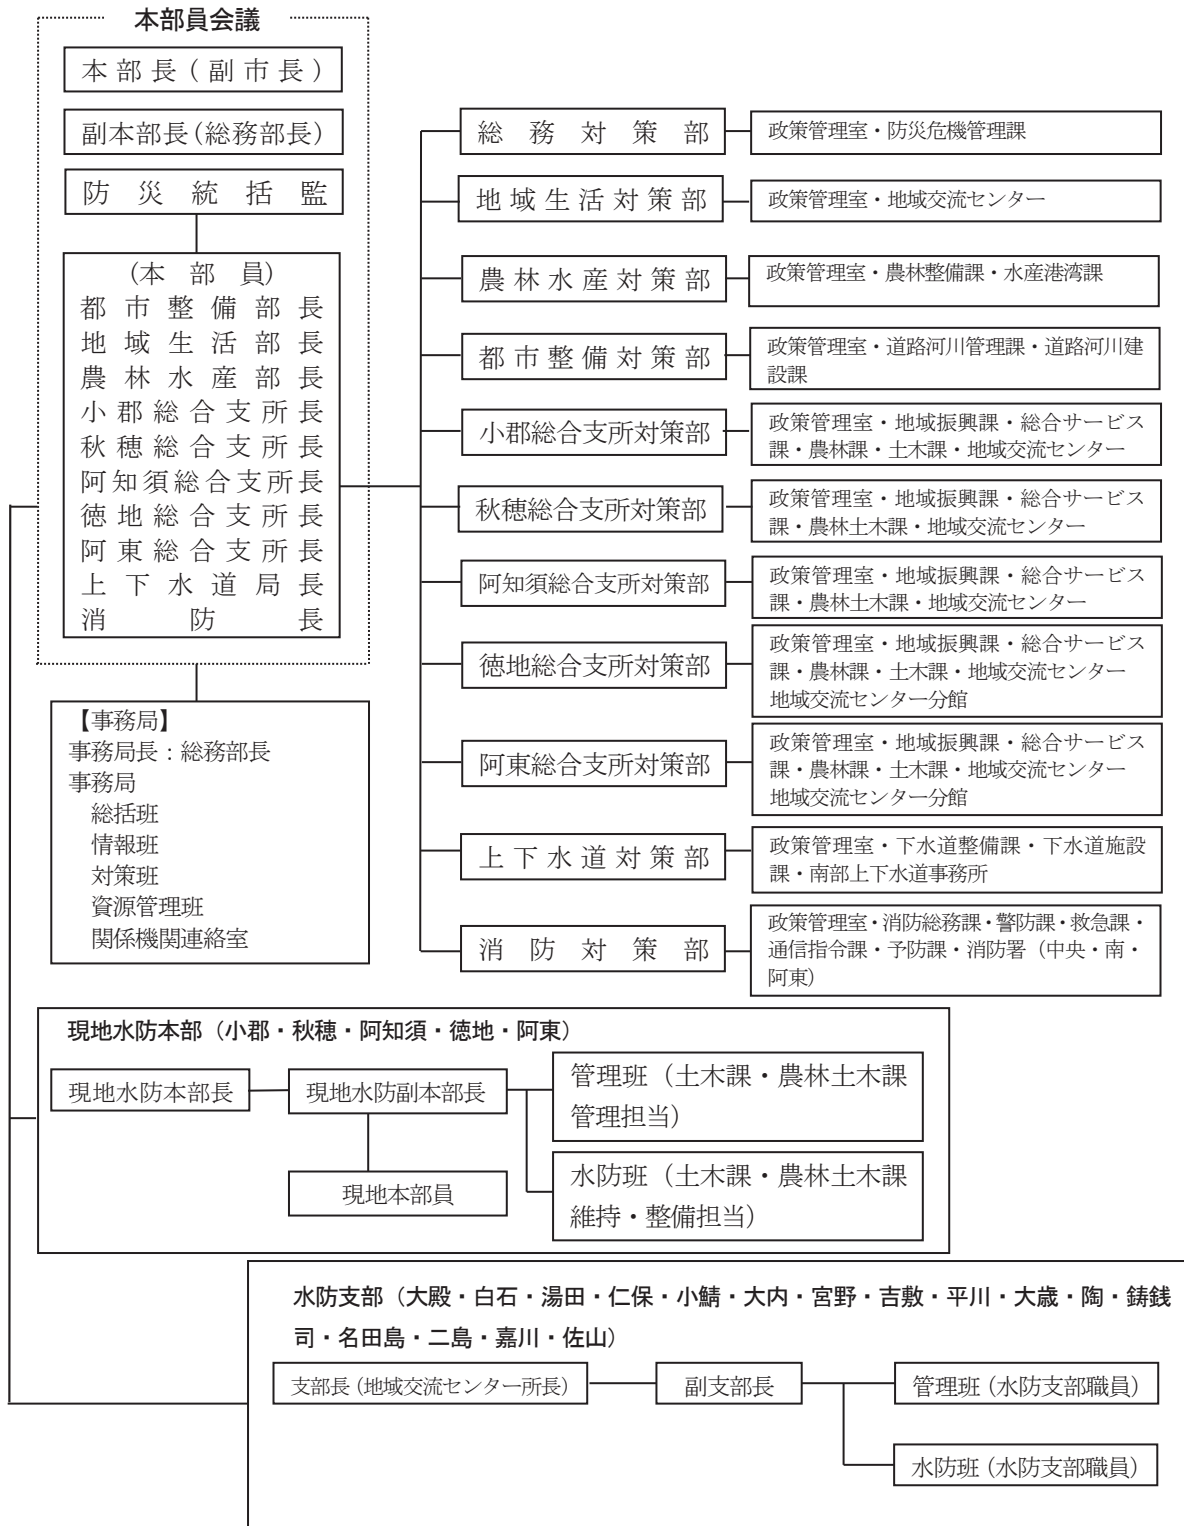 本部員会議
本部長(副市長)
副本部長(総務部長)
防災統括監
(本部員)
都市整備部長
地域生活部長
農林水産部長
小郡総合支所長
秋穂総合支所長
阿知須総合支所長
徳地総合支所長
阿東総合支所長
上下水道局長
消防長
【事務局】
事務局長：総務部長
事務局
総括班
情報班
対策班
資源管理班
関係機関連絡室
総務対策部
政策管理室・防災危機管理課
地域生活対策部
政策管理室・地域交流センター
農林水産対策部
政策管理室・農林整備課・水産港湾課
都市整備対策部
政策管理室・道路河川管理課・道路河川建
設課
小郡総合支所対策部
政策管理室・地域振興課・総合サービス
課・農林課・土木課・地域交流センター
秋穂総合支所対策部
政策管理室・地域振興課・総合サービス
課・農林土木課・地域交流センター
阿知須総合支所対策部
政策管理室・地域振興課・総合サービス
課・農林土木課・地域交流センター
徳地総合支所対策部
政策管理室・地域振興課・総合サービス
課・農林課・土木課・地域交流センター
地域交流センター分館
阿東総合支所対策部
政策管理室・地域振興課・総合サービス
課・農林課・土木課・地域交流センター
地域交流センター分館
上下水道対策部
政策管理室・下水道整備課・下水道施設
課・南部上下水道事務所
消防対策部
政策管理室・消防総務課・警防課・救急課・
通信指令課・予防課・消防署（中央・南・
阿東）
現地水防本部（小郡・秋穂・阿知須・徳地・阿東）
現地水防本部長
現地水防副本部長
現地本部員
管理班（土木課・農林土木課
管理担当）
水防班（土木課・農林土木課
維持・整備担当）
水防支部（大殿・白石・湯田・仁保・小鯖・大内・宮野・吉敷・平川・大歳・陶・鋳銭
司・名田島・二島・嘉川・佐山）
支部長（地域交流センター所長）
副支部長
管理班（水防支部職員）
水防班（水防支部職員）